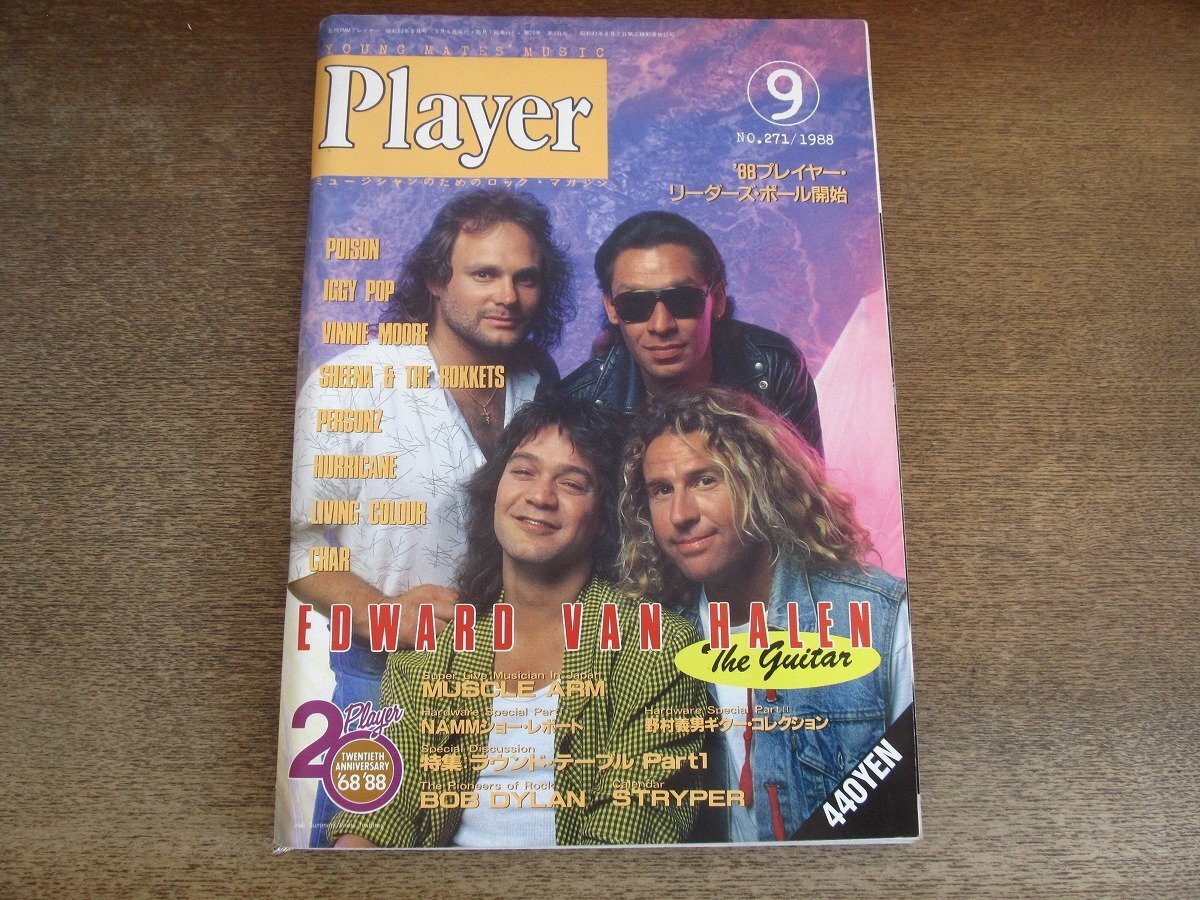 YOUNG MATES MUSIC
Player
ミュージシャンのためのロック・マガジン
9
NO.271/1988
'88プレイヤー・
リーダーズ・ポール開始
POISON
IGGY POP
VINNIE MOORE
SHEENA & THE ROKKETS
PERSONZ
HURRICANE
LIVING COLOUR
CHAR
EDWARD VAN HALEN
The Guitar
Super Live Musician In Japan
MUSCLE ARM
Hardware Special Part I
NAMMショー・レポート
Hardware Special Part II
野村義男ギター・コレクション
Special Discussion
特集 ラウンド・テーブル Part1
The Pioneers of Rock
BOB DYLAN
Calendar
STRYPER
20 Player
TWENTIETH
ANNIVERSARY
'68'88
440YEN